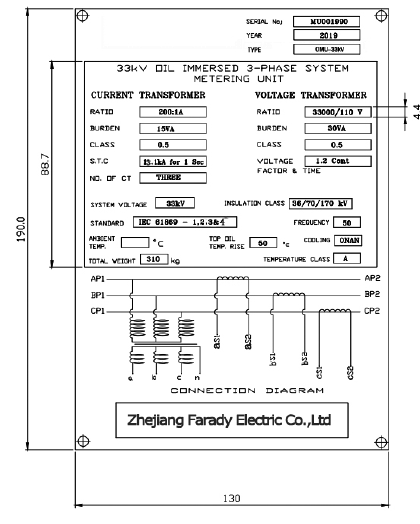 SERIAL No; MU001990
YEAR 2019
TYPE OMU-33kV
33kV OIL IMMERSED 3-PHASE SYSTEM
METERING UNIT
CURRENT TRANSFORMER VOLTAGE TRANSFORMER
RATIO 200:1A RATIO 33000/110 V
BURDEN 15VA BURDEN 30VA
CLASS 0.5 CLASS 0.5
S.T.C 13.1kA for 1 Sec VOLTAGE 1.2 Cont
FACTOR & TIME
NO. OF CT THREE
SYSTEM VOLTAGE 33kV INSULATION CLASS 36/70/170 kV
STANDARD IEC 61869 - 1,2,3&4 FREQUENCY 50
AMBIENT TEMP. °C TOP OIL TEMP. RISE 50 °c COOLING ONAN
TOTAL WEIGHT 310 kg TEMPERATURE CLASS A
AP1 AP2
BP1 BP2
CP1 CP2
aS1 aS2 bS1 bS2 cS1 cS2
a b c n
CONNECTION DIAGRAM
Zhejiang Farady Electric Co.,Ltd
190.0
88.7
4.4
130